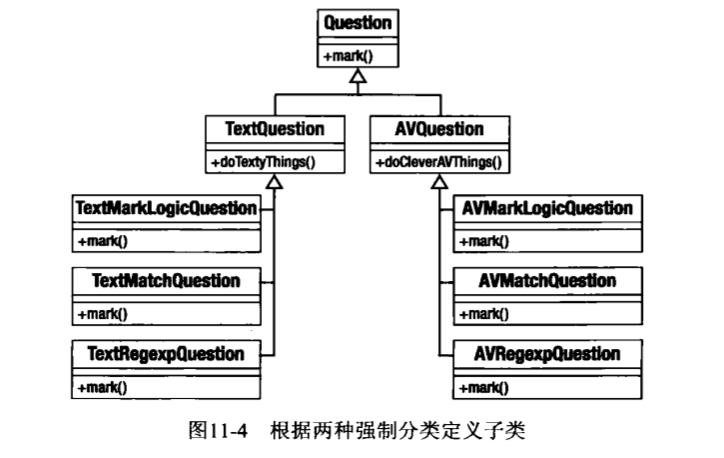 Question
+mark()
TextQuestion
+doTextyThings()
AVQuestion
+doCleverAVThings()
TextMarkLogicQuestion
+mark()
AVMarkLogicQuestion
+mark()
TextMatchQuestion
+mark()
AVMatchQuestion
+mark()
TextRegexpQuestion
+mark()
AVRegexpQuestion
+mark()
图11-4 根据两种强制分类定义子类